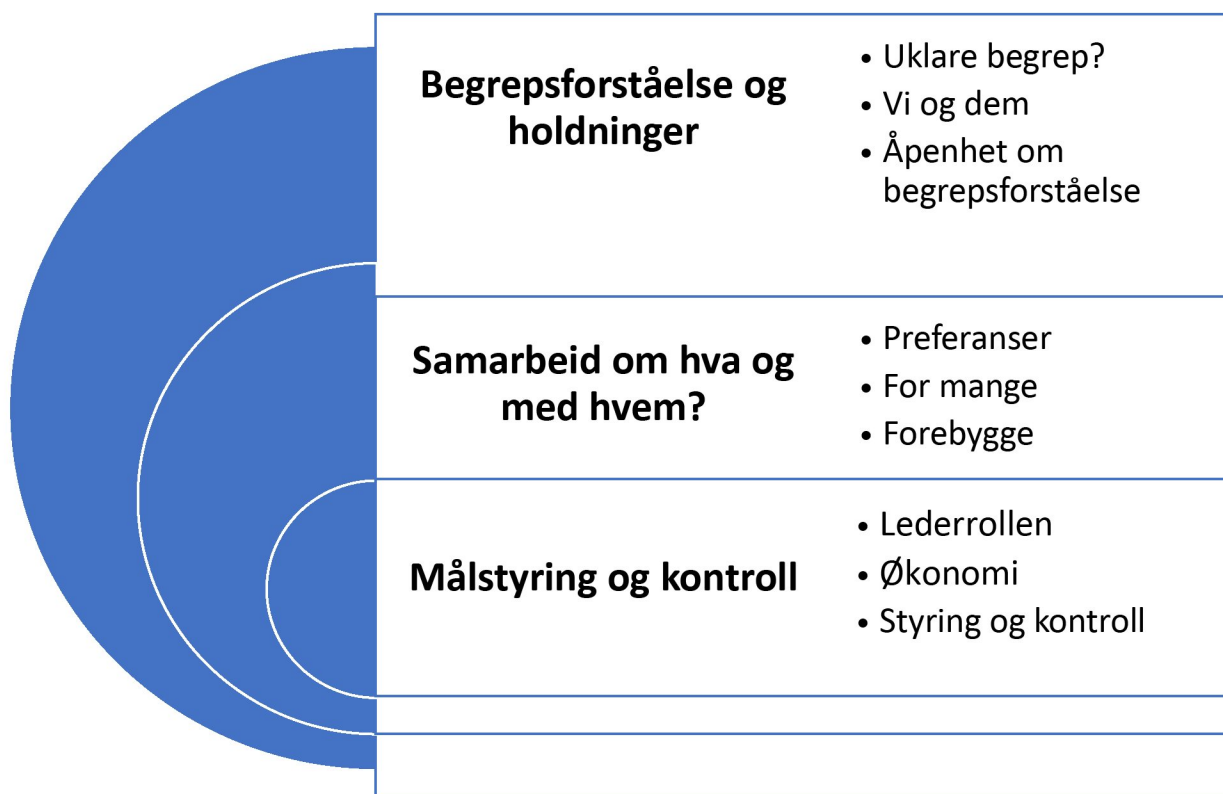 Begrepsforståelse og
holdninger
• Uklare begrep?
• Vi og dem
• Åpenhet om
begrepsforståelse
Samarbeid om hva og
med hvem?
• Preferanser
• For mange
• Forebygge
Målstyring og kontroll
• Lederrollen
• Økonomi
• Styring og kontroll